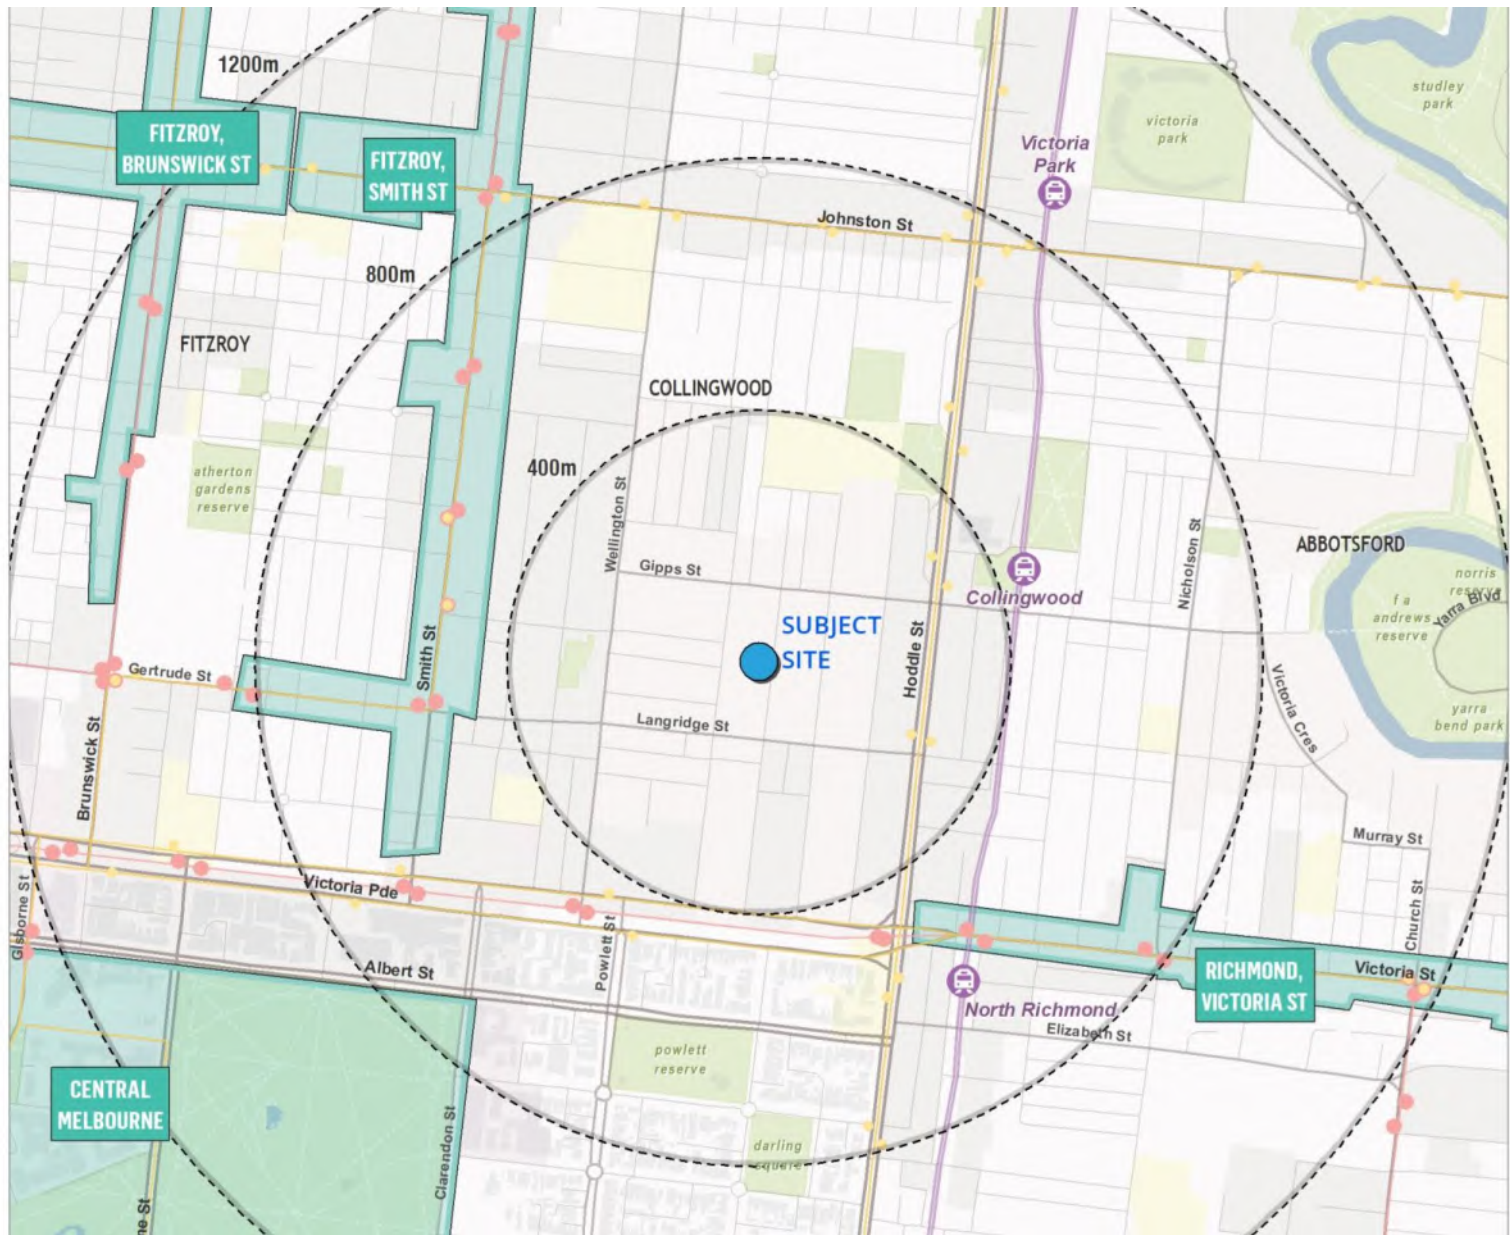 1200m
FITZROY,
BRUNSWICK ST
FITZROY,
SMITH ST
studley
park
victoria
park
Victoria
Park
Johnston St
800m
FITZROY
COLLINGWOOD
400m
atherton
gardens
reserve
Wellington St
Gipps St
Nicholson St
ABBOTSFORD
norris
reserve
f a
andrews
reserve
Yarra Blvd
Collingwood
SUBJECT
SITE
Hoddle St
Smith St
Gertrude St
Langridge St
Victoria Cres
yarra
bend park
Brunswick St
Murray St
Victoria Pde
Gisborne St
Powlett St
Church St
Albert St
RICHMOND,
VICTORIA ST
Victoria St
North Richmond
Elizabeth St
powlett
reserve
CENTRAL
MELBOURNE
Clarendon St
darling
square
ne St